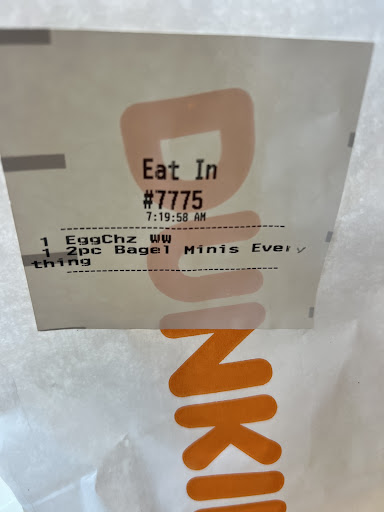 Eat In
#7775
7:19:58 AM
1 EggChz WW
1 2pc Bagel Minis Every
thing
DUNKI